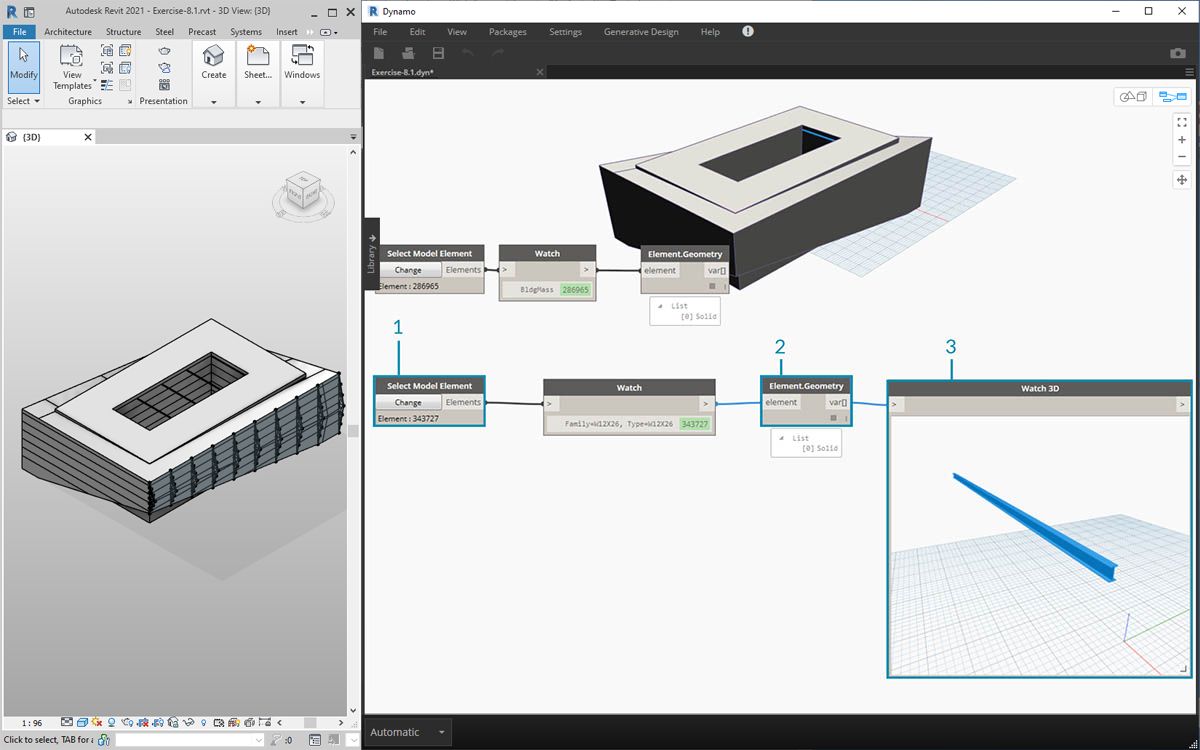 Autodesk Revit 2021 - Exercise-8.1.rvt - 3D View: {3D}
File Architecture Structure Steel Precast Systems Insert
Modify
View
Templates
Create
Sheet...
Windows
Select
Graphics
Presentation
{3D}
TOP
1 : 96
Click to select, TAB for a
:0
Dynamo
File Edit View Packages Settings Generative Design Help
Exercise-8.1.dyn*
Library
Select Model Element
Change
Elements
Element : 286965
Watch
>
>
BldgMass 286965
Element.Geometry
element
var[]
List
[0] Solid
1
2
3
Select Model Element
Change
Elements
Element : 343727
Watch
>
>
Family=W12X26, Type=W12X26 343727
Element.Geometry
element
var[]
List
[0] Solid
Watch 3D
>
>
Automatic